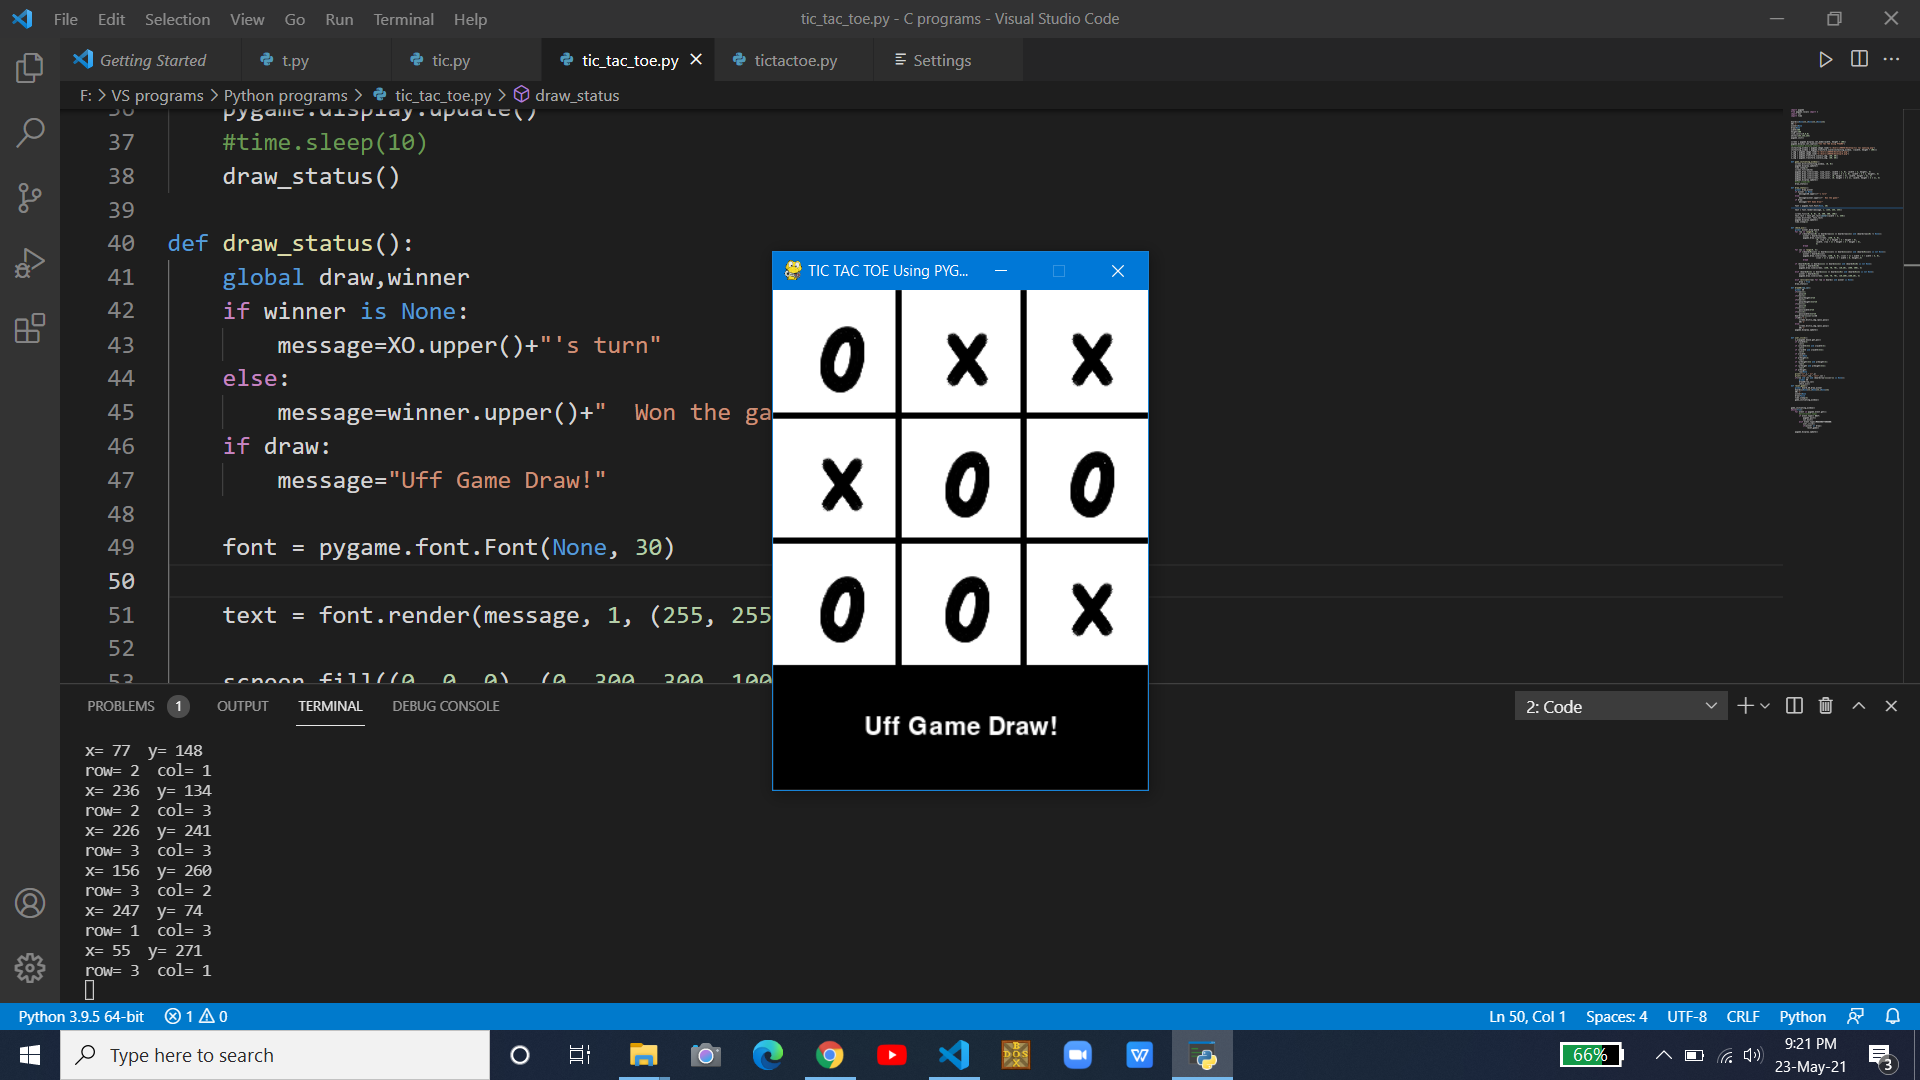 File Edit Selection View Go Run Terminal Help
tic_tac_toe.py - C programs - Visual Studio Code
Getting Started t.py tic.py tic_tac_toe.py tictactoe.py Settings
F: > VS programs > Python programs > tic_tac_toe.py > draw_status
36 pygame.display.update()
37 #time.sleep(10)
38 draw_status()
39
40 def draw_status():
41 global draw,winner
42 if winner is None:
43 message=XO.upper()+"'s turn"
44 else:
45 message=winner.upper()+"  Won the ga
46 if draw:
47 message="Uff Game Draw!"
48
49 font = pygame.font.Font(None, 30)
50
51 text = font.render(message, 1, (255, 255
52
53 screen.fill((0, 0, 0), (0, 300, 300, 100
TIC TAC TOE Using PYG...
O X X
X O O
O O X
Uff Game Draw!
PROBLEMS 1 OUTPUT TERMINAL DEBUG CONSOLE
2: Code
x= 77  y= 148
row= 2  col= 1
x= 236  y= 134
row= 2  col= 3
x= 226  y= 241
row= 3  col= 3
x= 156  y= 260
row= 3  col= 2
x= 247  y= 74
row= 1  col= 3
x= 55  y= 271
row= 3  col= 1
Python 3.9.5 64-bit 1 0
Ln 50, Col 1 Spaces: 4 UTF-8 CRLF Python
Type here to search
DOS BOX
W
66%
9:21 PM
23-May-21
3